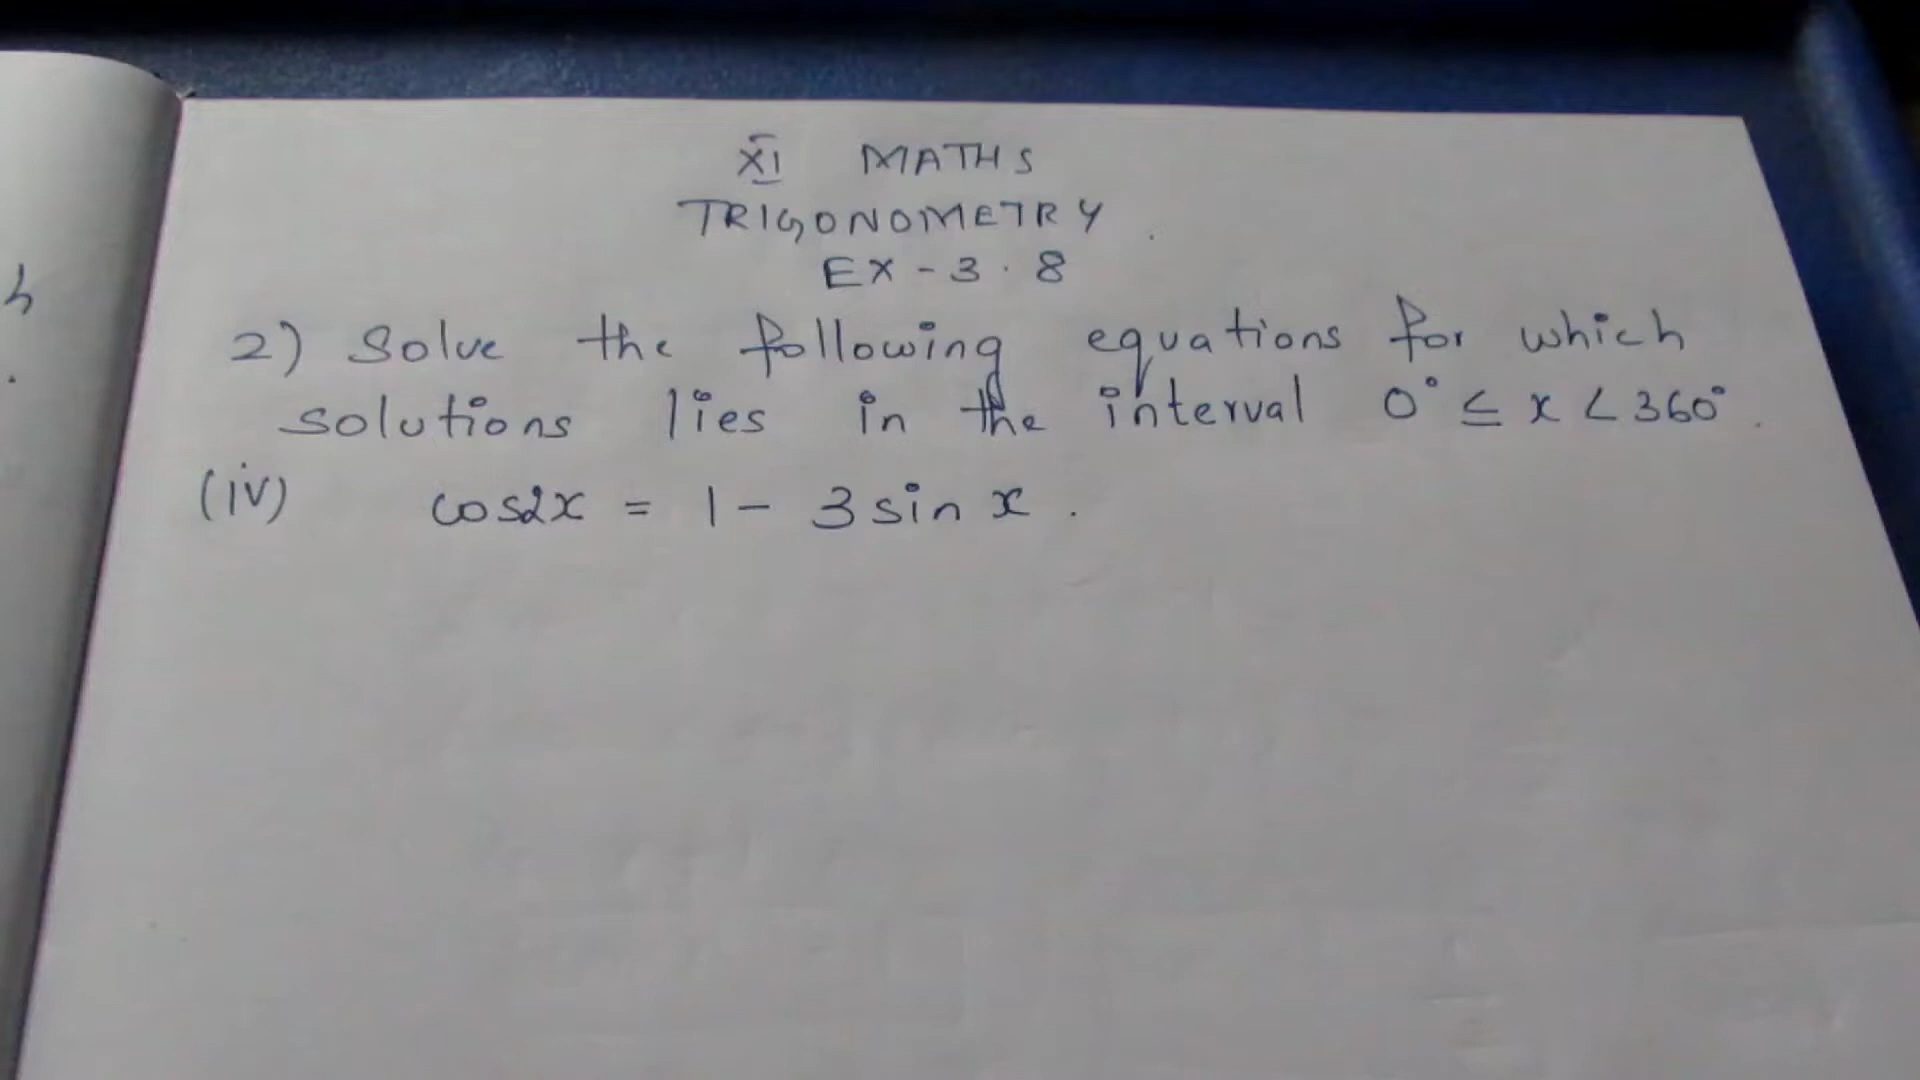 XI MATHS
TRIGONOMETRY
EX - 3.8
2) Solve the following equations for which
solutions lies in the interval 0° ≤ x < 360°.
(iv) cos2x = 1 - 3 sin x.